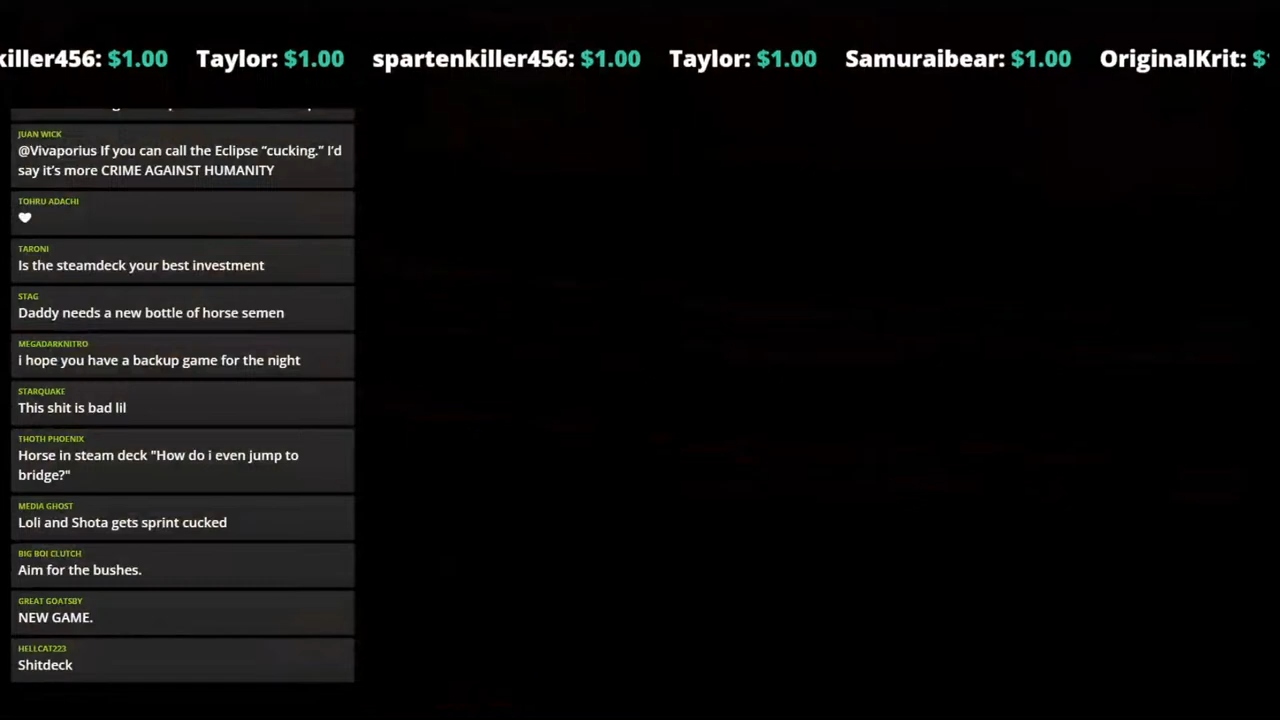 killer456: $1.00 Taylor: $1.00 spartenkiller456: $1.00 Taylor: $1.00 Samuraibear: $1.00 OriginalKrit: $
JUAN WICK
@Vivaporius If you can call the Eclipse “cucking.” I’d
say it’s more CRIME AGAINST HUMANITY
TOHRU ADACHI
🖤
TARONI
Is the steamdeck your best investment
STAG
Daddy needs a new bottle of horse semen
MEGADARKNITRO
i hope you have a backup game for the night
STARQUAKE
This shit is bad lil
THOTH PHOENIX
Horse in steam deck "How do i even jump to
bridge?"
MEDIA GHOST
Loli and Shota gets sprint cucked
BIG BOI CLUTCH
Aim for the bushes.
GREAT GOATSBY
NEW GAME.
HELLCAT223
Shitdeck